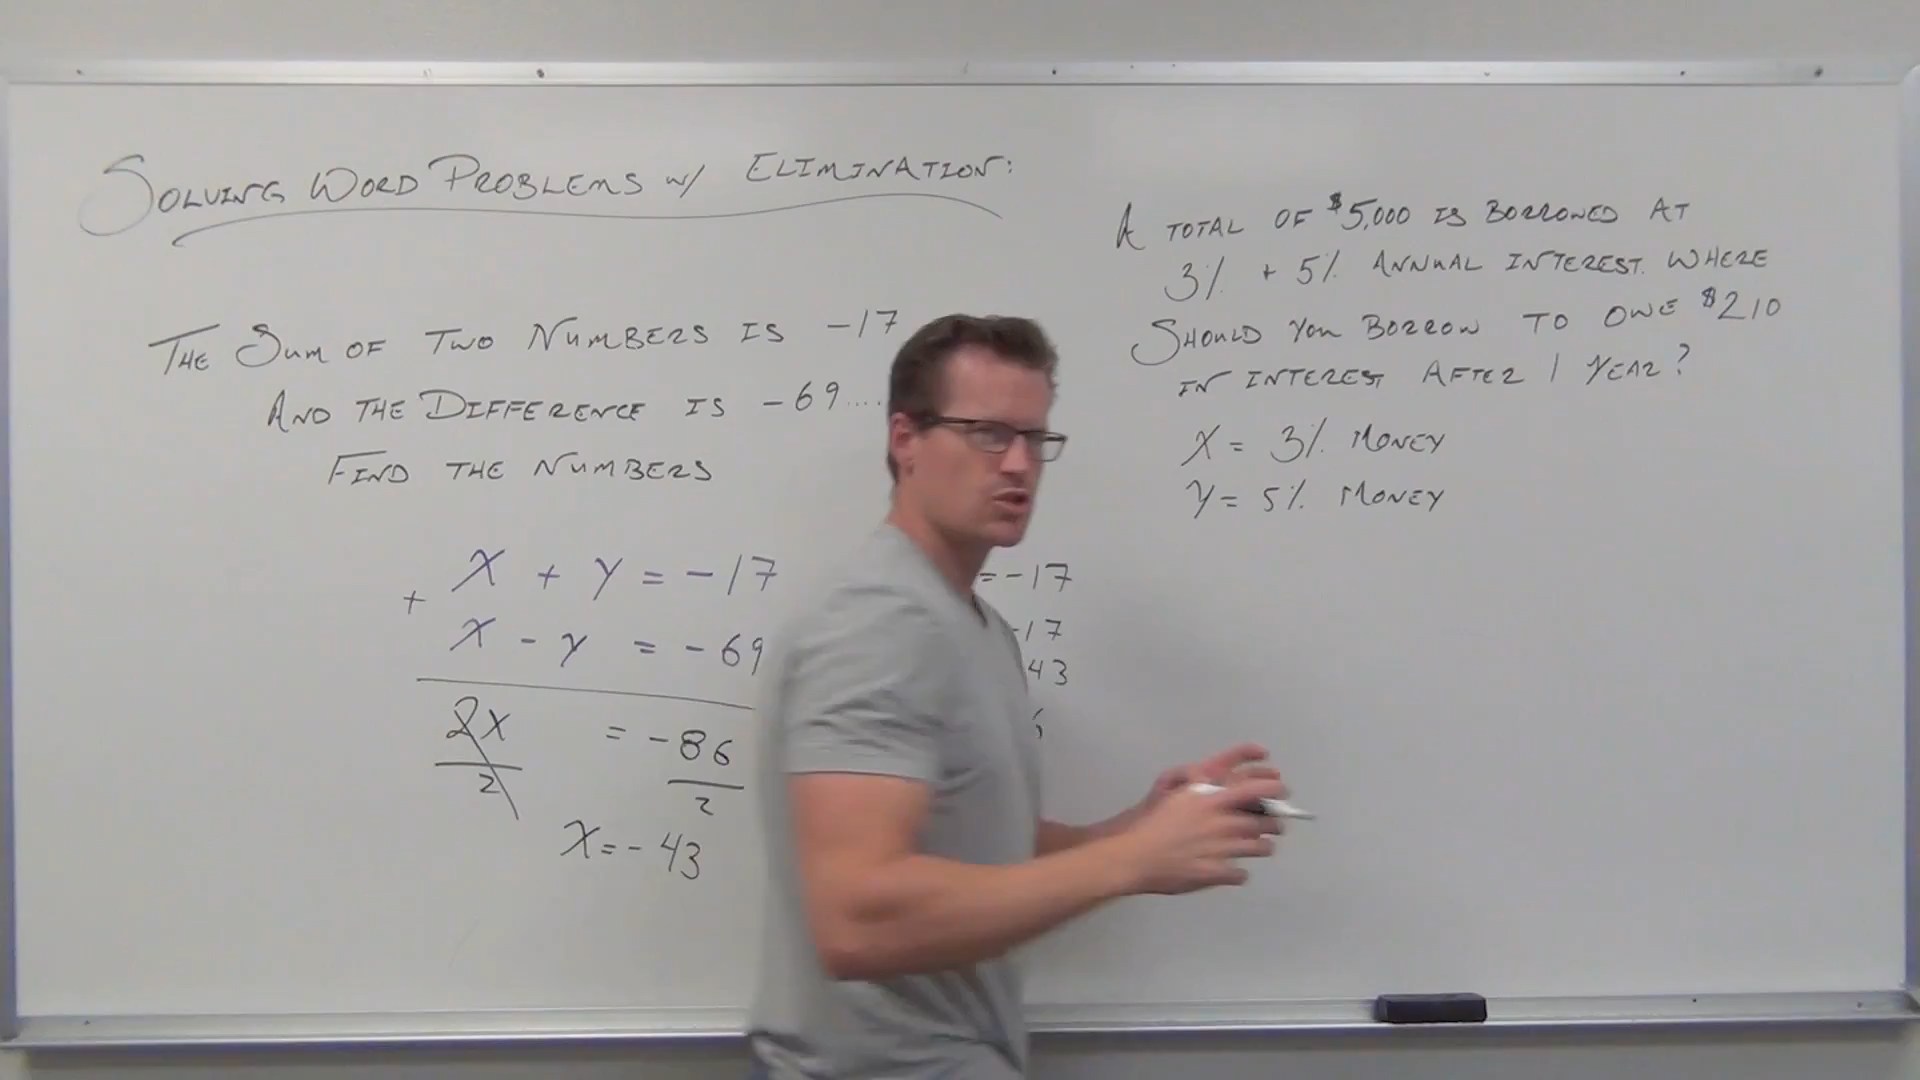 SOLVING WORD PROBLEMS W/ ELIMINATION:
THE SUM OF TWO NUMBERS IS -17
AND THE DIFFERENCE IS -69....
FIND THE NUMBERS
X + Y = -17
+
X - Y = -69
2X = -86
2 2
X = -43
= -17
-17
43
A TOTAL OF $5,000 IS BORROWED AT
3% + 5% ANNUAL INTEREST. WHERE
SHOULD YOU BORROW TO OWE $210
IN INTEREST AFTER 1 YEAR?
X = 3% MONEY
Y = 5% MONEY